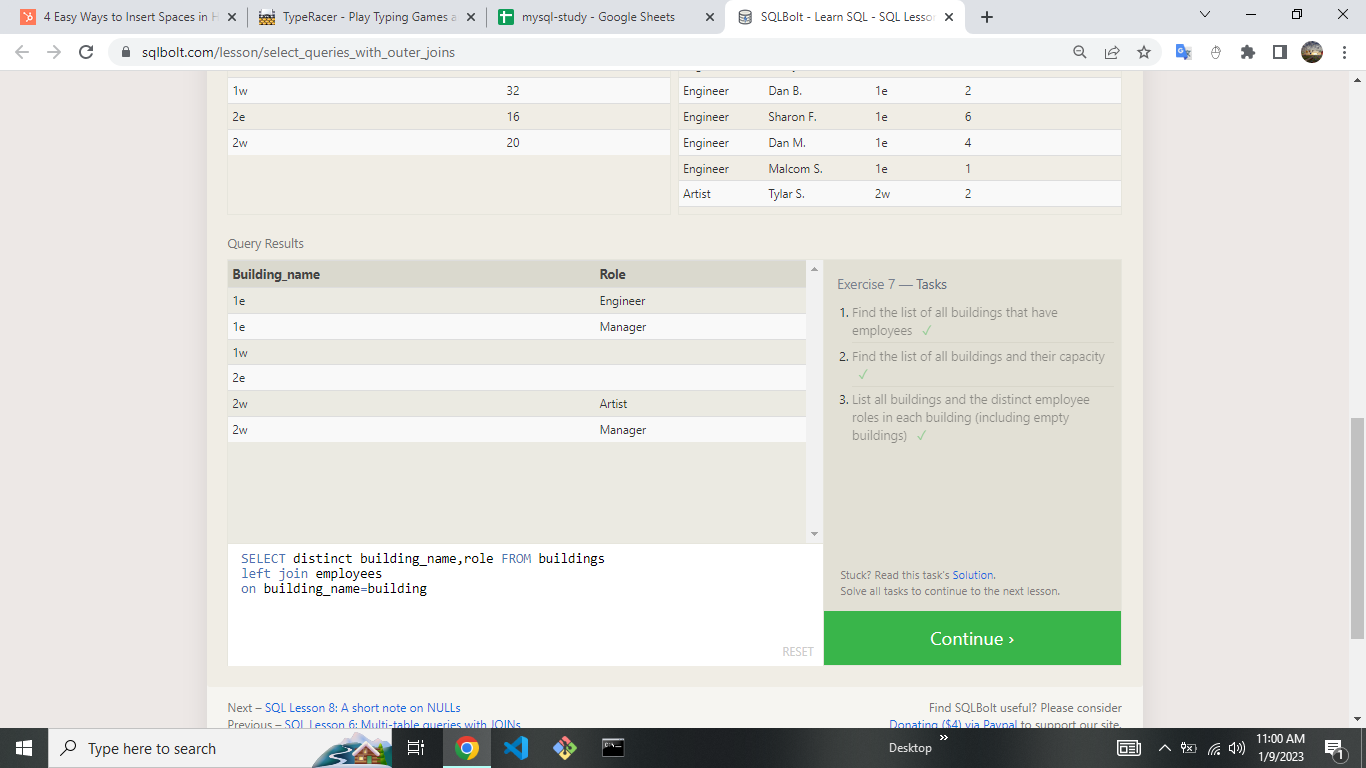 4 Easy Ways to Insert Spaces in H
TypeRacer - Play Typing Games a
mysql-study - Google Sheets
SQLBolt - Learn SQL - SQL Lesso
sqlbolt.com/lesson/select_queries_with_outer_joins
1w 32
2e 16
2w 20
Engineer Dan B. 1e 2
Engineer Sharon F. 1e 6
Engineer Dan M. 1e 4
Engineer Malcom S. 1e 1
Artist Tylar S. 2w 2
Query Results
Building_name Role
1e Engineer
1e Manager
1w
2e
2w Artist
2w Manager
SELECT distinct building_name,role FROM buildings
left join employees
on building_name=building
RESET
Exercise 7 — Tasks
1. Find the list of all buildings that have
employees ✓
2. Find the list of all buildings and their capacity
✓
3. List all buildings and the distinct employee
roles in each building (including empty
buildings) ✓
Stuck? Read this task's Solution.
Solve all tasks to continue to the next lesson.
Continue ›
Next – SQL Lesson 8: A short note on NULLs
Previous – SQL Lesson 6: Multi-table queries with JOINs
Find SQLBolt useful? Please consider
Donating ($4) via Paypal to support our site.
Type here to search
Desktop
»
11:00 AM
1/9/2023
1